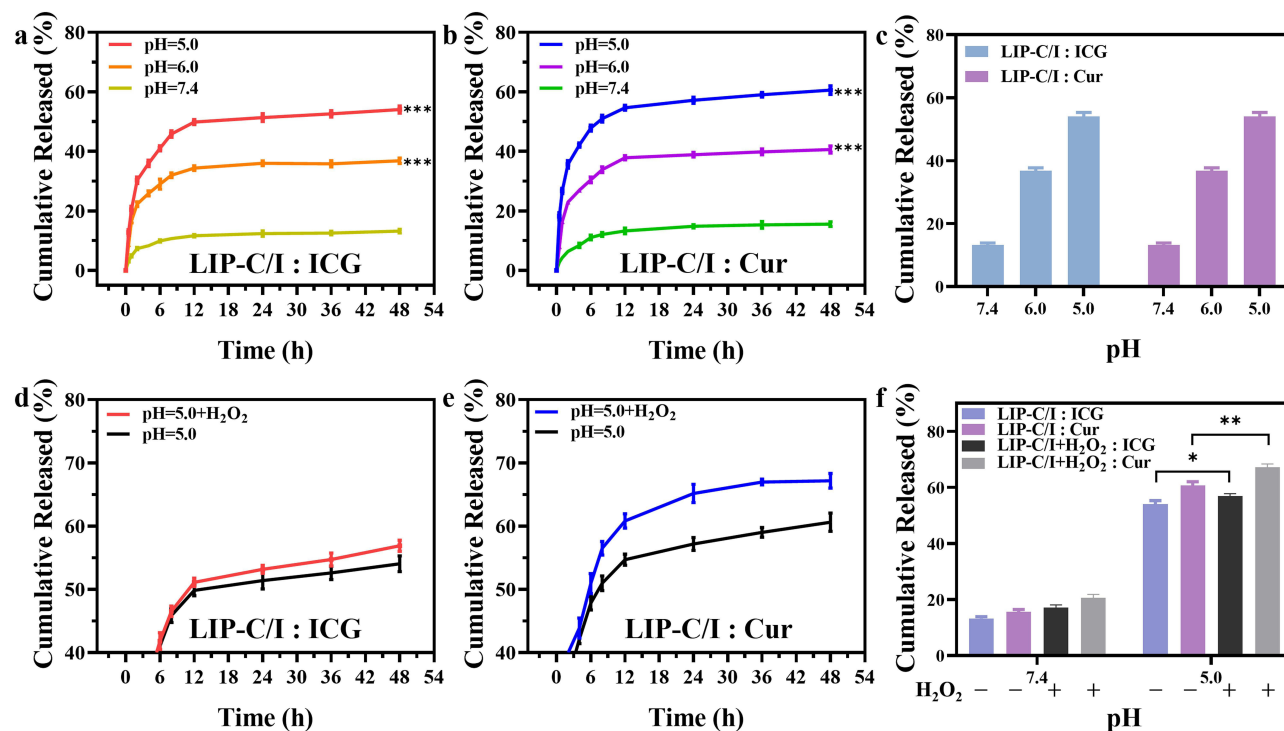 a
Cumulative Released (%)
80
60
40
20
0
pH=5.0
pH=6.0
pH=7.4
***
***
LIP-C/I : ICG
0 6 12 18 24 30 36 42 48 54
Time (h)
b
Cumulative Released (%)
80
60
40
20
0
pH=5.0
pH=6.0
pH=7.4
***
***
LIP-C/I : Cur
0 6 12 18 24 30 36 42 48 54
Time (h)
c
Cumulative Released (%)
80
60
40
20
0
LIP-C/I : ICG
LIP-C/I : Cur
7.4 6.0 5.0 7.4 6.0 5.0
pH
d
Cumulative Released (%)
80
70
60
50
40
pH=5.0+H₂O₂
pH=5.0
LIP-C/I : ICG
0 6 12 18 24 30 36 42 48 54
Time (h)
e
Cumulative Released (%)
80
70
60
50
40
pH=5.0+H₂O₂
pH=5.0
LIP-C/I : Cur
0 6 12 18 24 30 36 42 48 54
Time (h)
f
Cumulative Released (%)
80
60
40
20
0
LIP-C/I : ICG
LIP-C/I : Cur
LIP-C/I+H₂O₂ : ICG
LIP-C/I+H₂O₂ : Cur
**
*
7.4 5.0
H₂O₂ − − + + − − + +
pH